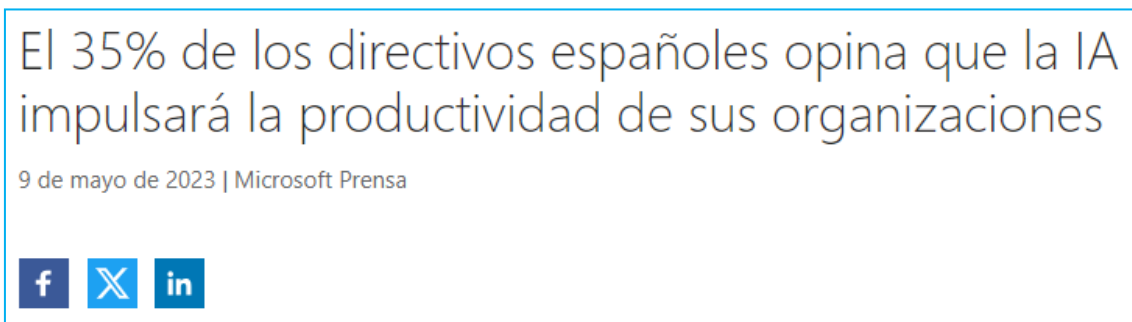 El 35% de los directivos españoles opina que la IA
impulsará la productividad de sus organizaciones
9 de mayo de 2023 | Microsoft Prensa
f X in